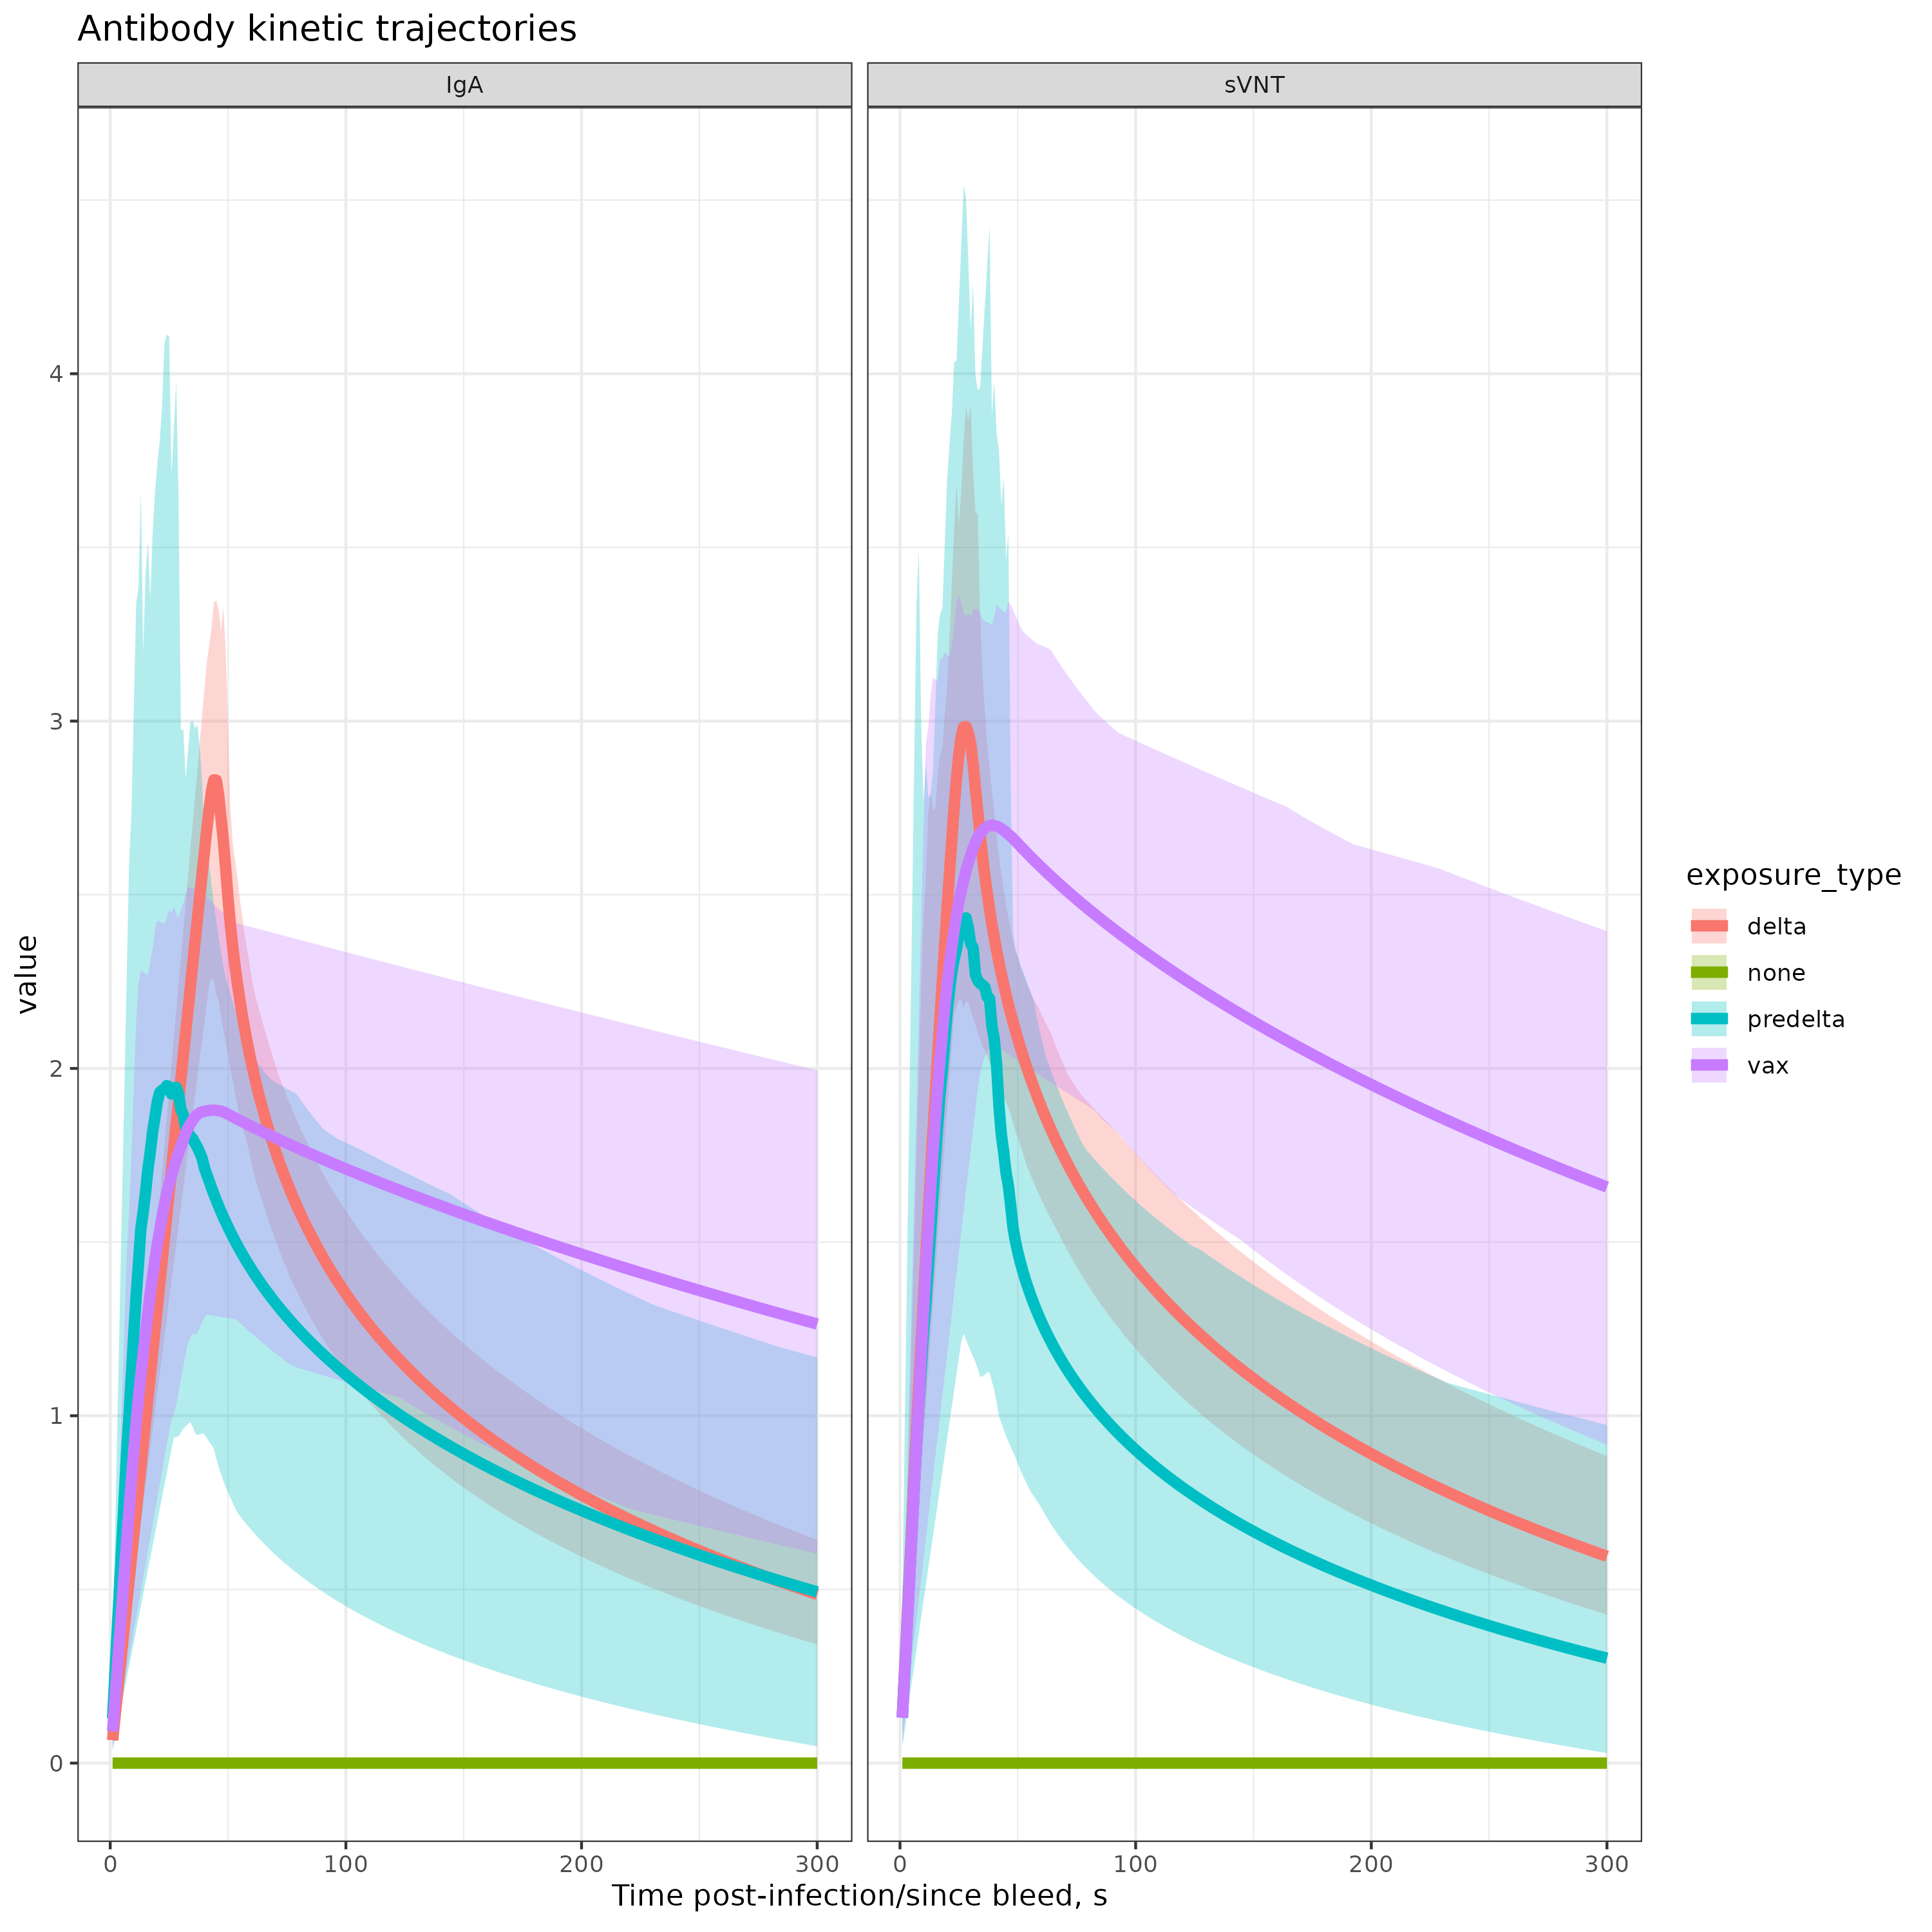 Antibody kinetic trajectories
IgA
sVNT
value
4
3
2
1
0
0 100 200 300
0 100 200 300
Time post-infection/since bleed, s
exposure_type
delta
none
predelta
vax